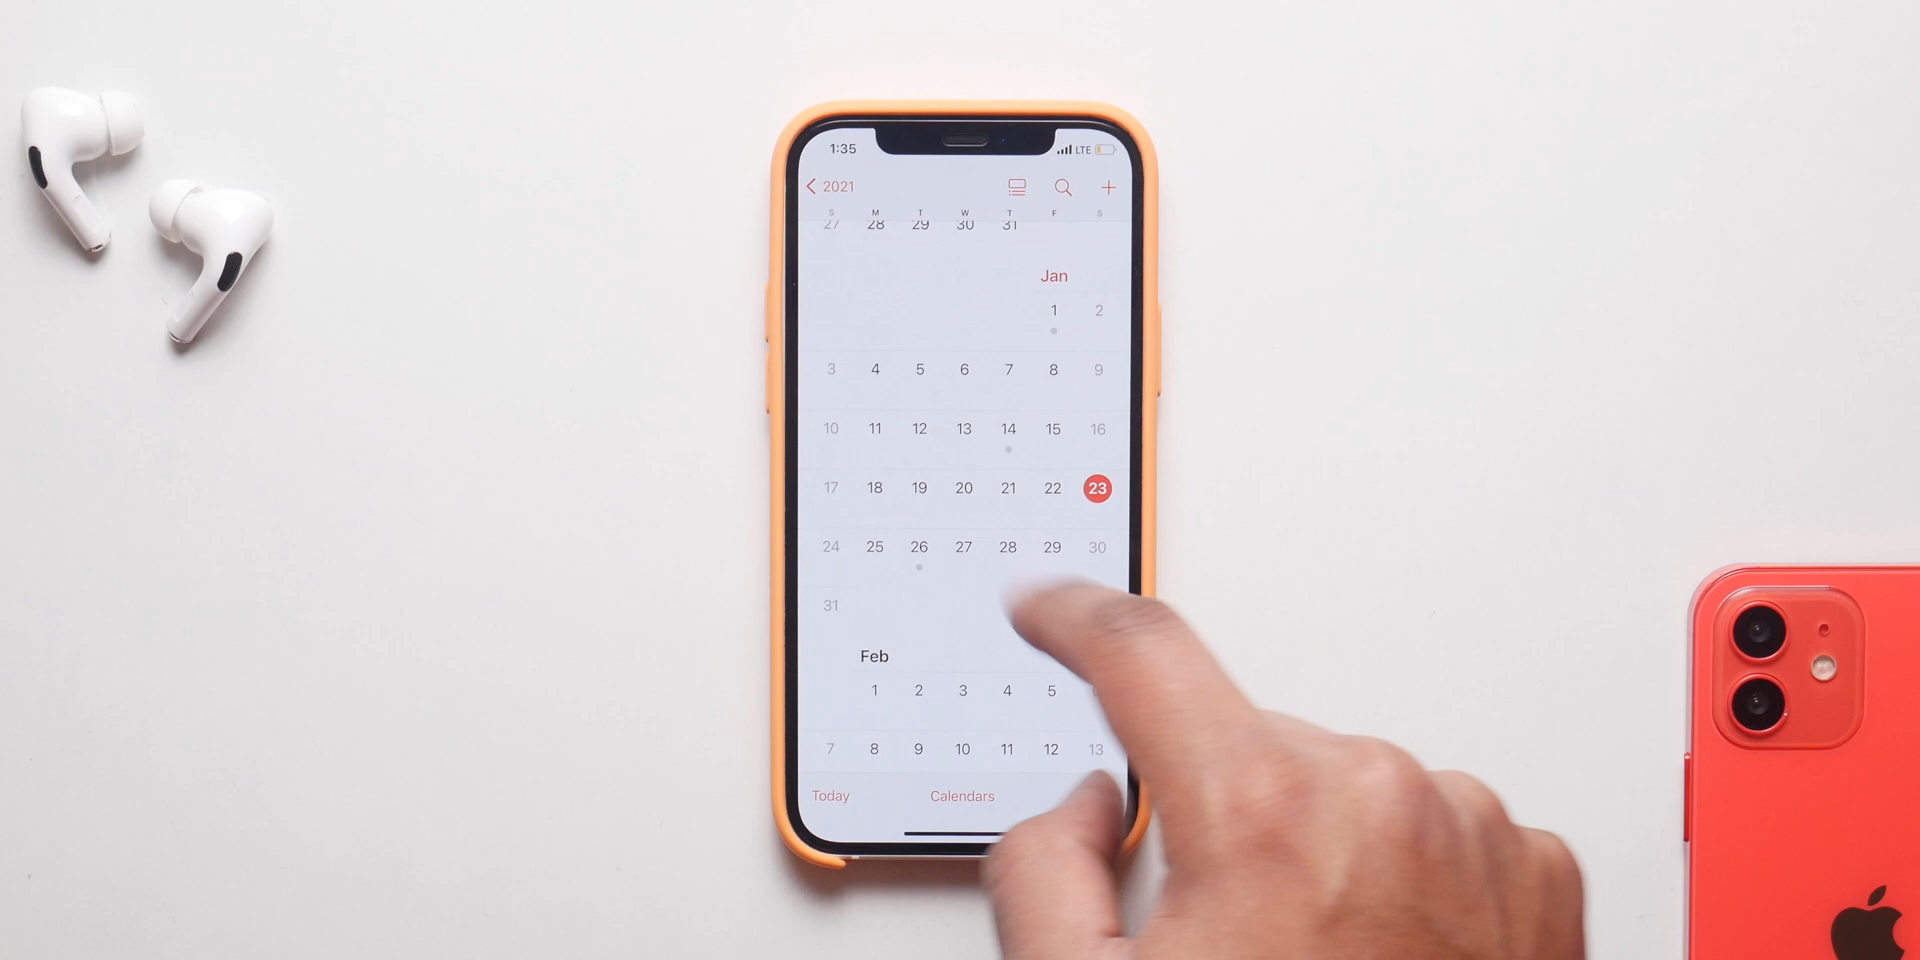 1:35 LTE
2021
S M T W T F S
27 28 29 30 31
Jan
1 2
3 4 5 6 7 8 9
10 11 12 13 14 15 16
17 18 19 20 21 22 23
24 25 26 27 28 29 30
31
Feb
1 2 3 4 5
7 8 9 10 11 12 13
Today Calendars